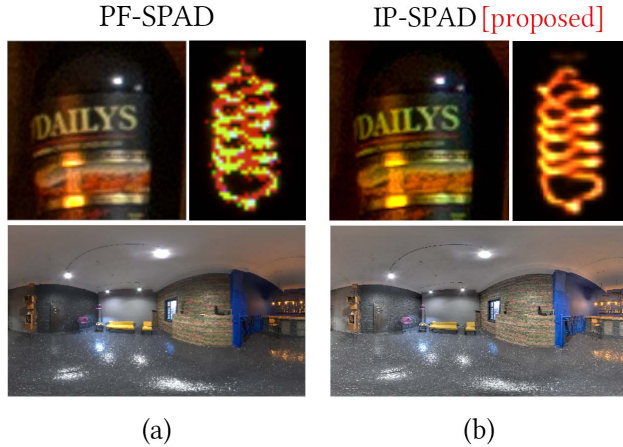 PF-SPAD
IP-SPAD [proposed]
DAILYS
DAILYS
(a)
(b)